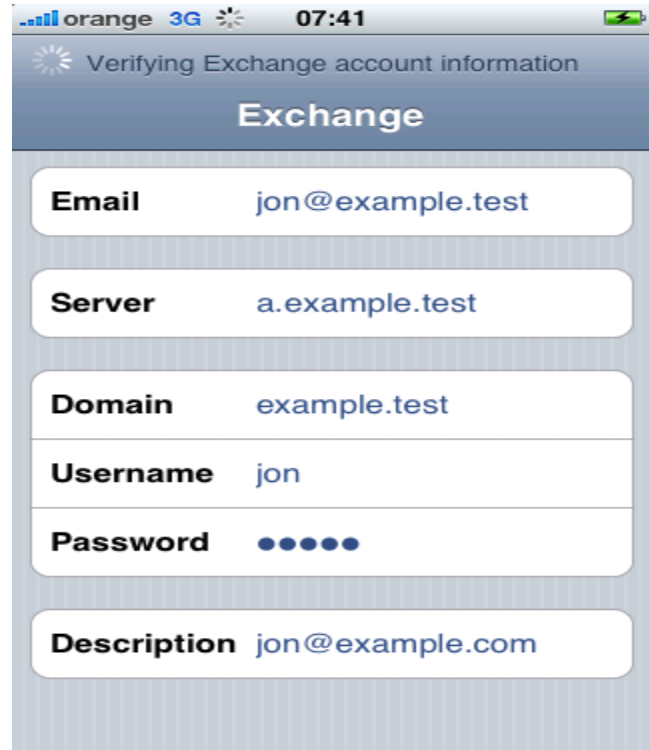 orange 3G 07:41
Verifying Exchange account information
Exchange
Email jon@example.test
Server a.example.test
Domain example.test
Username jon
Password •••••
Description jon@example.com